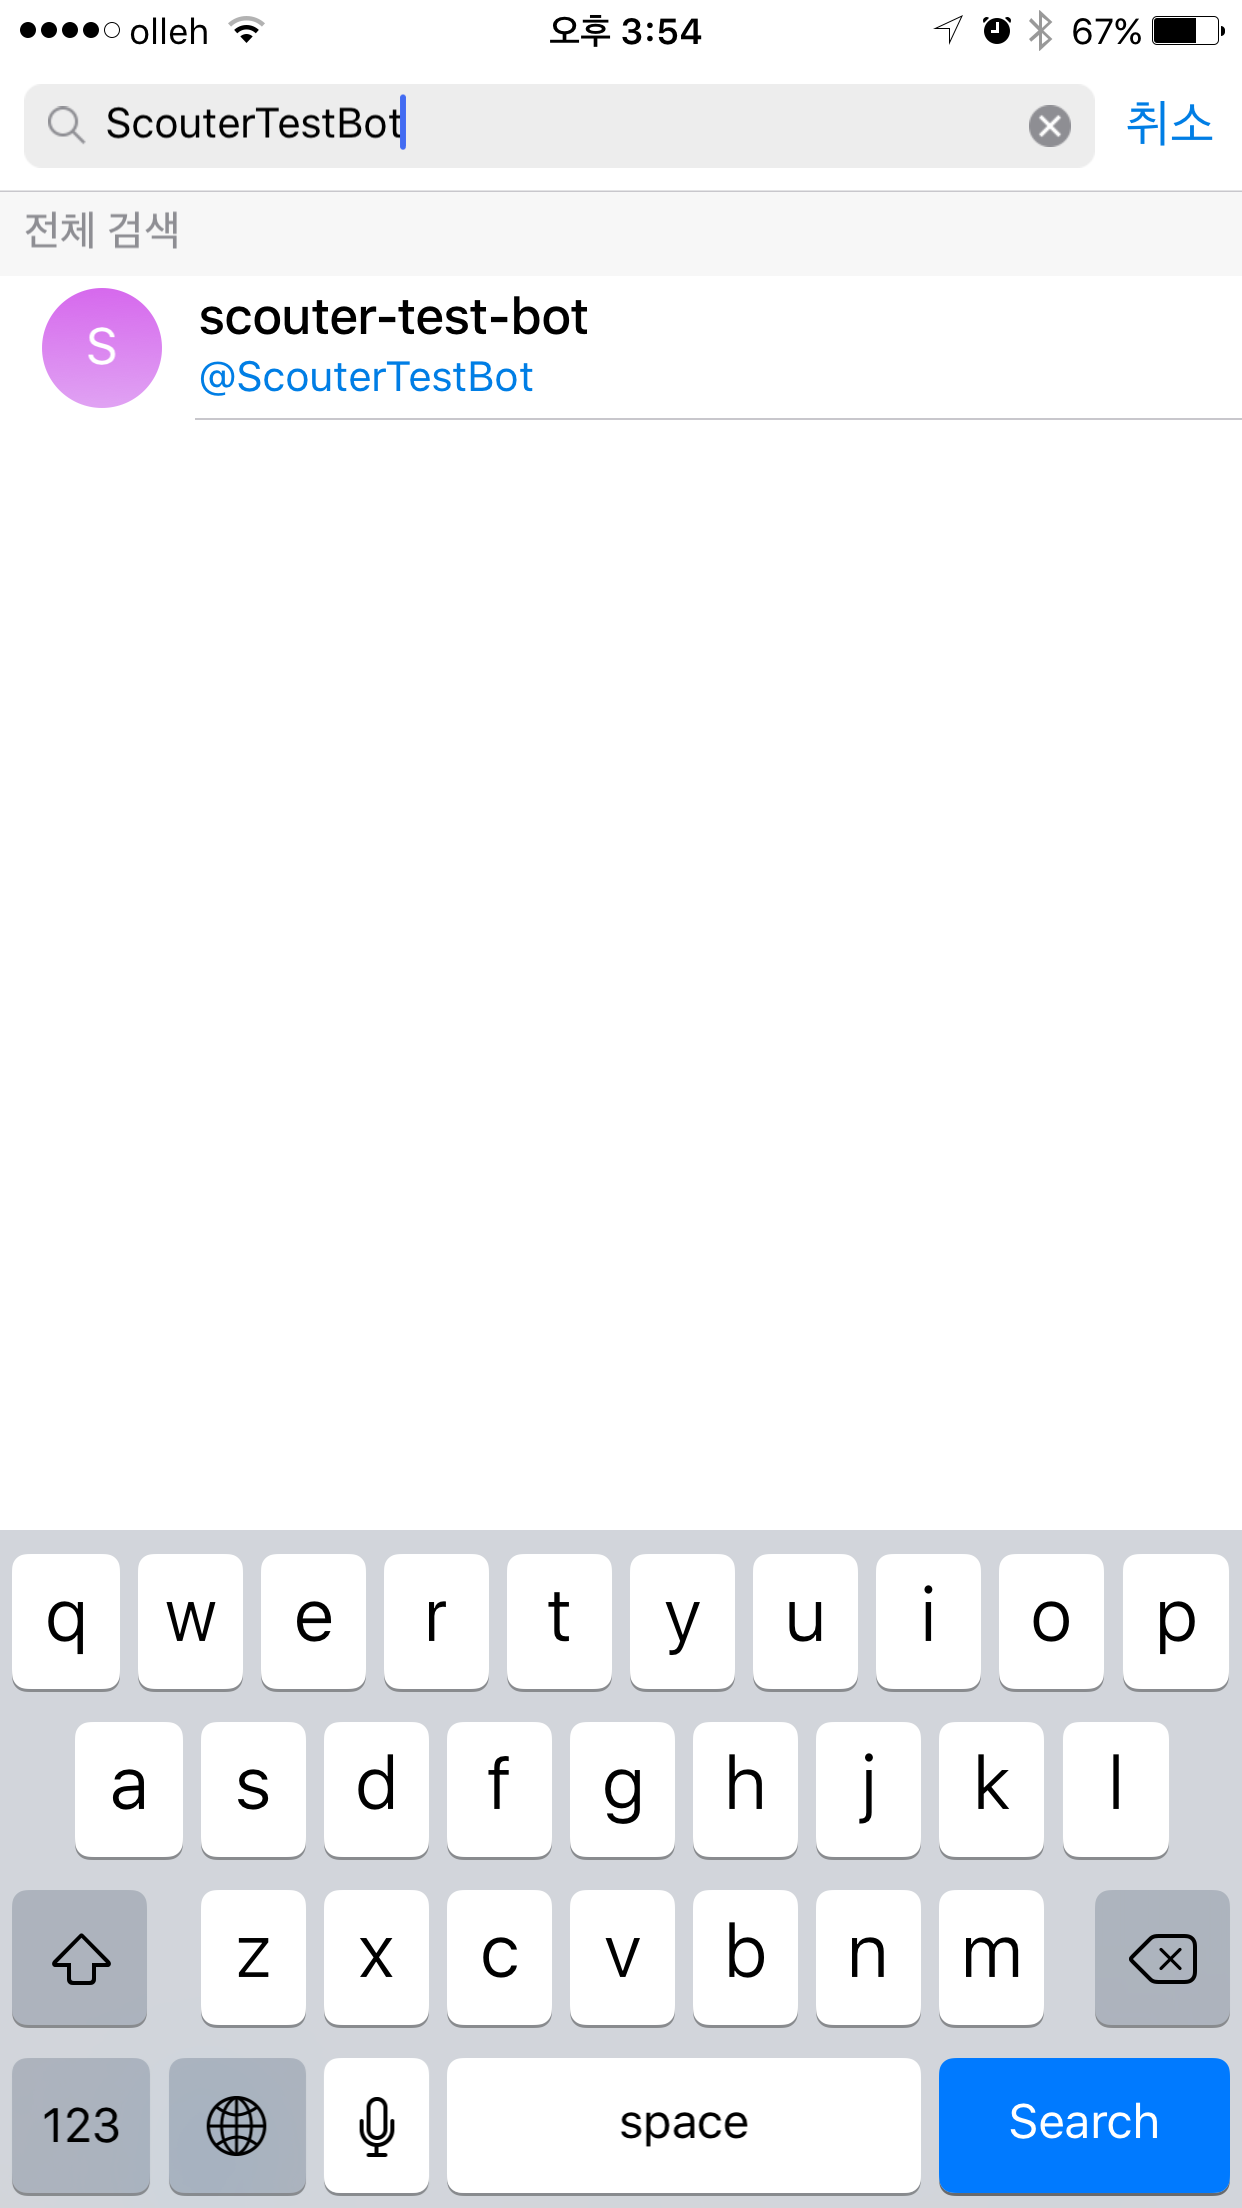 olleh 오후 3:54 67%
ScouterTestBot 취소
전체 검색
S
scouter-test-bot
@ScouterTestBot
q w e r t y u i o p
a s d f g h j k l
z x c v b n m
123 space Search